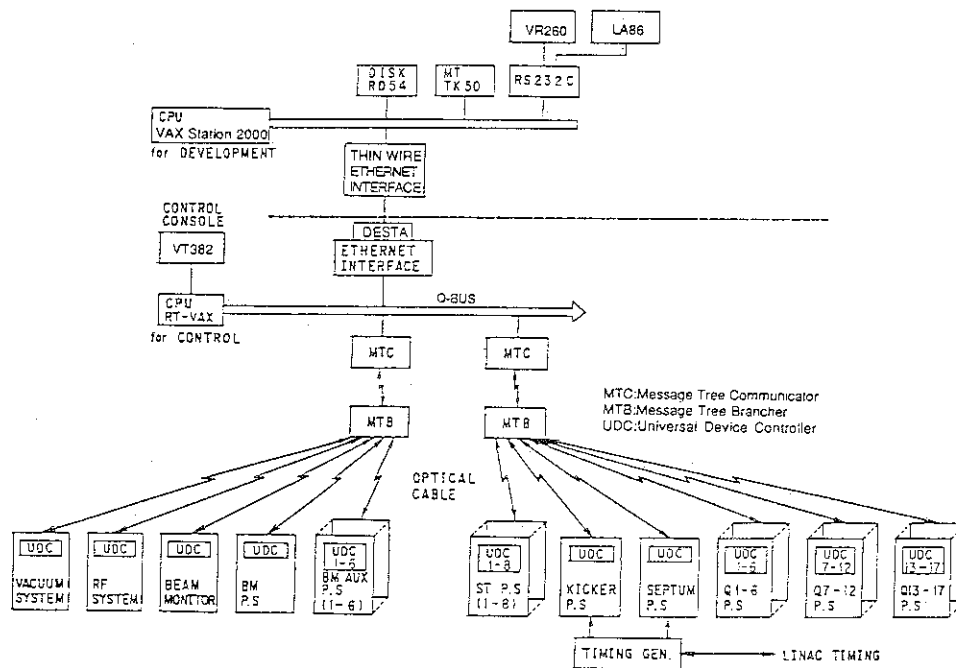 VR260
LA86
DISK
RD54
MT
TK50
RS232C
CPU
VAX Station 2000
for DEVELOPMENT
THIN WIRE
ETHERNET
INTERFACE
CONTROL
CONSOLE
VT382
DESTA
ETHERNET
INTERFACE
Q-BUS
CPU
RT-VAX
for CONTROL
MTC
MTC
MTC:Message Tree Communicator
MTB:Message Tree Brancher
UDC:Universal Device Controller
MTB
MTB
OPTICAL
CABLE
UDC
VACUUM
SYSTEM
UDC
RF
SYSTEM
UDC
BEAM
MONITOR
UDC
BM
P.S
UDC
1-6
BM AUX
P.S
(1-6)
UDC
1-8
ST P.S
(1-8)
UDC
KICKER
P.S
UDC
SEPTUM
P.S
UDC
1-6
Q1-6
P.S
UDC
7-12
Q7-12
P.S
UDC
13-17
Q13-17
P.S
TIMING GEN.
LINAC TIMING